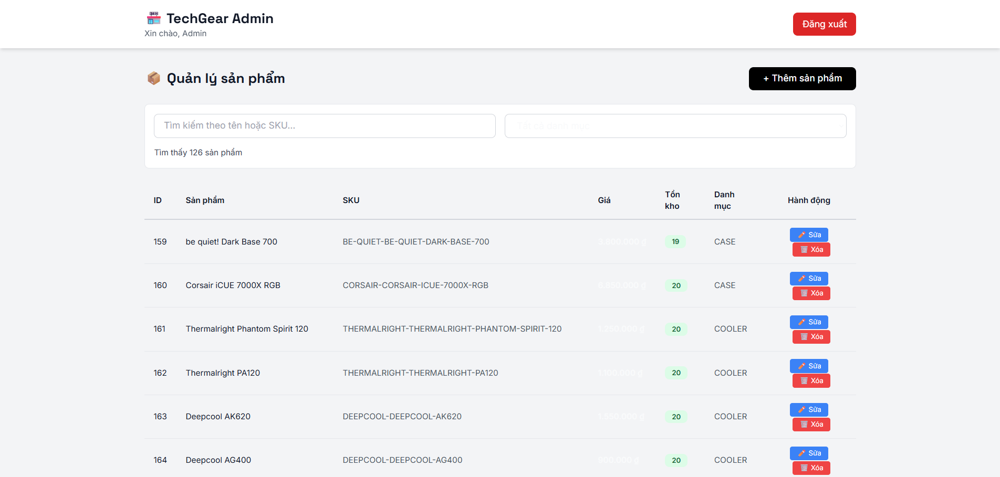 TechGear Admin
Xin chào, Admin
Đăng xuất
Quản lý sản phẩm
+ Thêm sản phẩm
Tìm kiếm theo tên hoặc SKU...
Tất cả danh mục
Tìm thấy 126 sản phẩm
ID Sản phẩm SKU Giá Tồn kho Danh mục Hành động
159 be quiet! Dark Base 700 BE-QUIET-BE-QUIET-DARK-BASE-700 19 CASE Sửa
Xóa
160 Corsair iCUE 7000X RGB CORSAIR-CORSAIR-ICUE-7000X-RGB 20 CASE Sửa
Xóa
161 Thermalright Phantom Spirit 120 THERMALRIGHT-THERMALRIGHT-PHANTOM-SPIRIT-120 1.250.000 ₫ 20 COOLER Sửa
Xóa
162 Thermalright PA120 THERMALRIGHT-THERMALRIGHT-PA120 1.100.000 ₫ 20 COOLER Sửa
Xóa
163 Deepcool AK620 DEEPCOOL-DEEPCOOL-AK620 1.550.000 ₫ 20 COOLER Sửa
Xóa
164 Deepcool AG400 DEEPCOOL-DEEPCOOL-AG400 900.000 ₫ 20 COOLER Sửa
Xóa